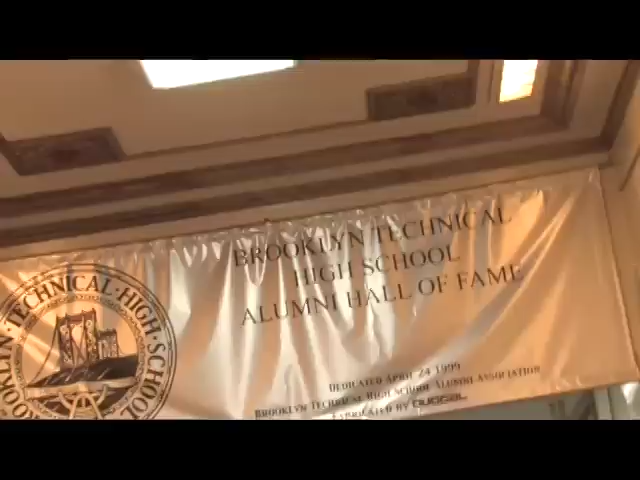 BROOKLYN TECHNICAL
HIGH SCHOOL
ALUMNI HALL OF FAME
DEDICATED APRIL 24 1999
BROOKLYN TECHNICAL HIGH SCHOOL ALUMNI ASSOCIATION
FABRICATED BY DUGGAL
BROOKLYN · TECHNICAL · HIGH · SCHOOL